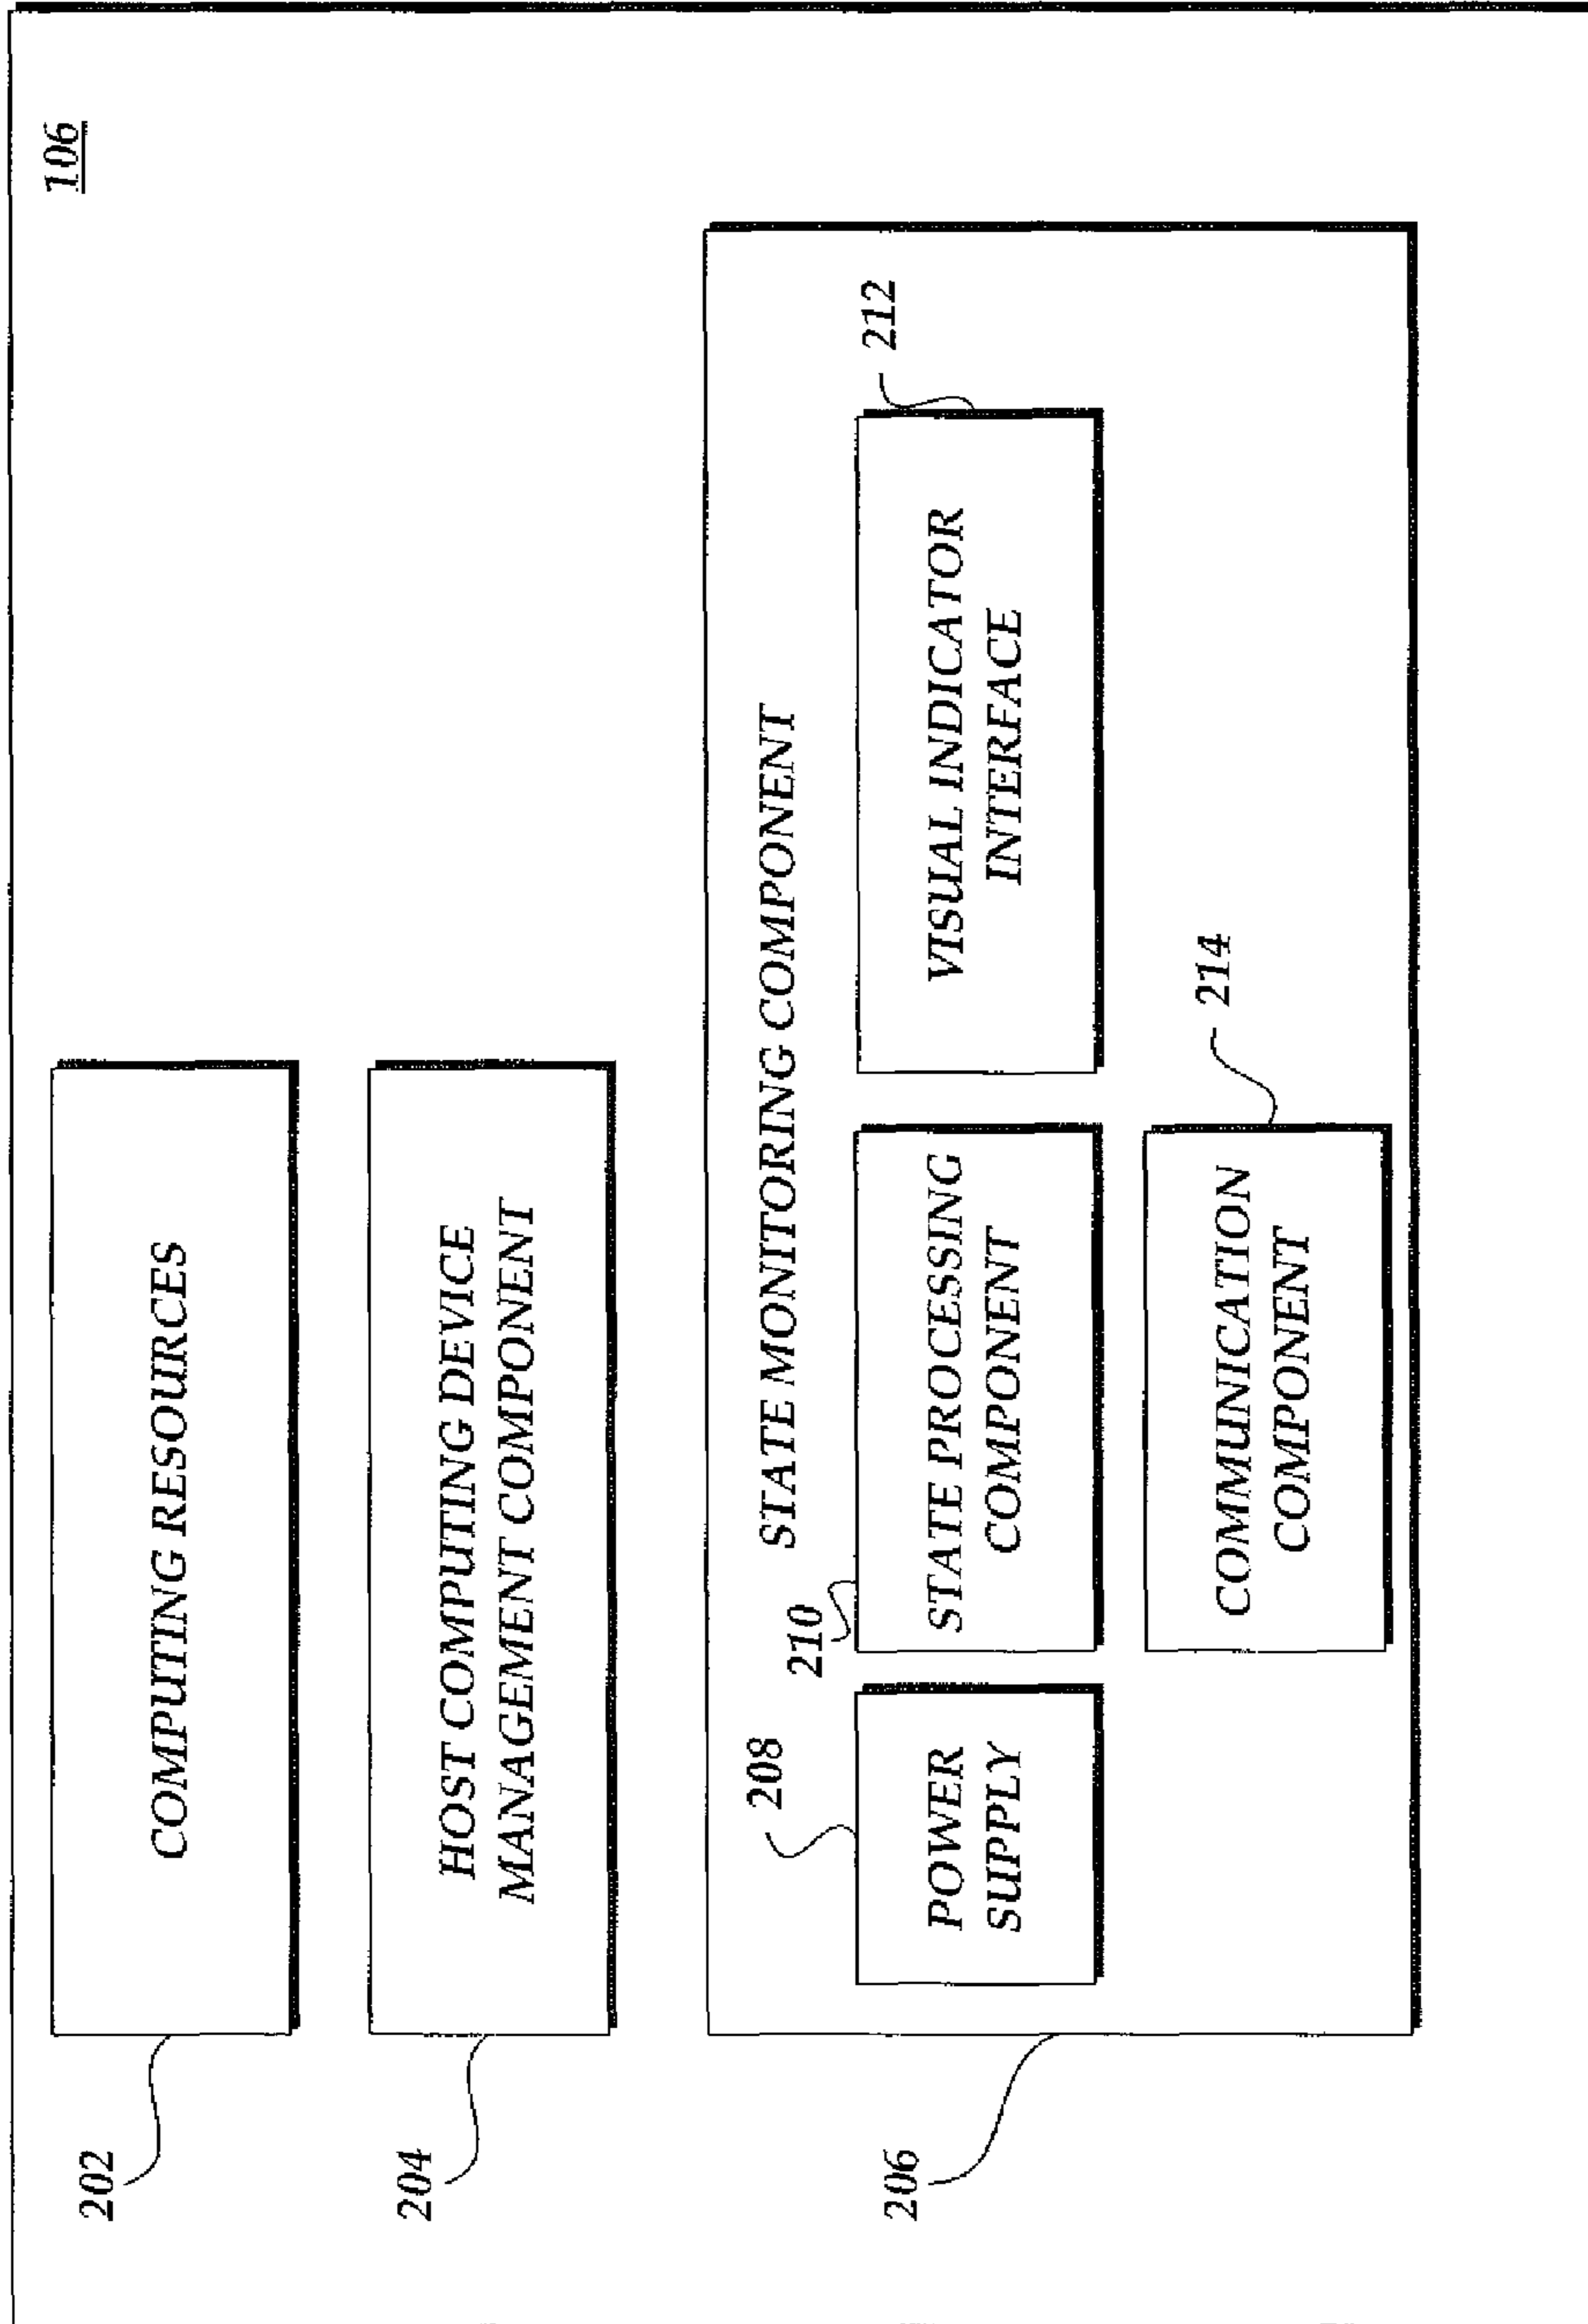 106
202
COMPUTING RESOURCES
204
HOST COMPUTING DEVICE
MANAGEMENT COMPONENT
206
STATE MONITORING COMPONENT
208
POWER
SUPPLY
210
STATE PROCESSING
COMPONENT
212
VISUAL INDICATOR
INTERFACE
214
COMMUNICATION
COMPONENT